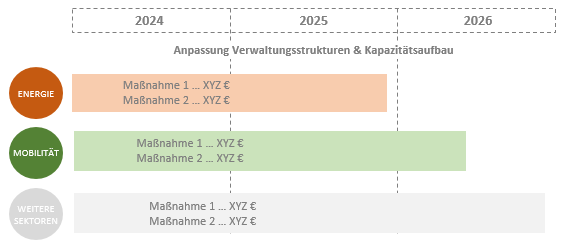 2024 2025 2026
Anpassung Verwaltungsstrukturen & Kapazitätsaufbau
ENERGIE
Maßnahme 1 ... XYZ €
Maßnahme 2 ... XYZ €
MOBILITÄT
Maßnahme 1 ... XYZ €
Maßnahme 2 ... XYZ €
WEITERE
SEKTOREN
Maßnahme 1 ... XYZ €
Maßnahme 2 ... XYZ €